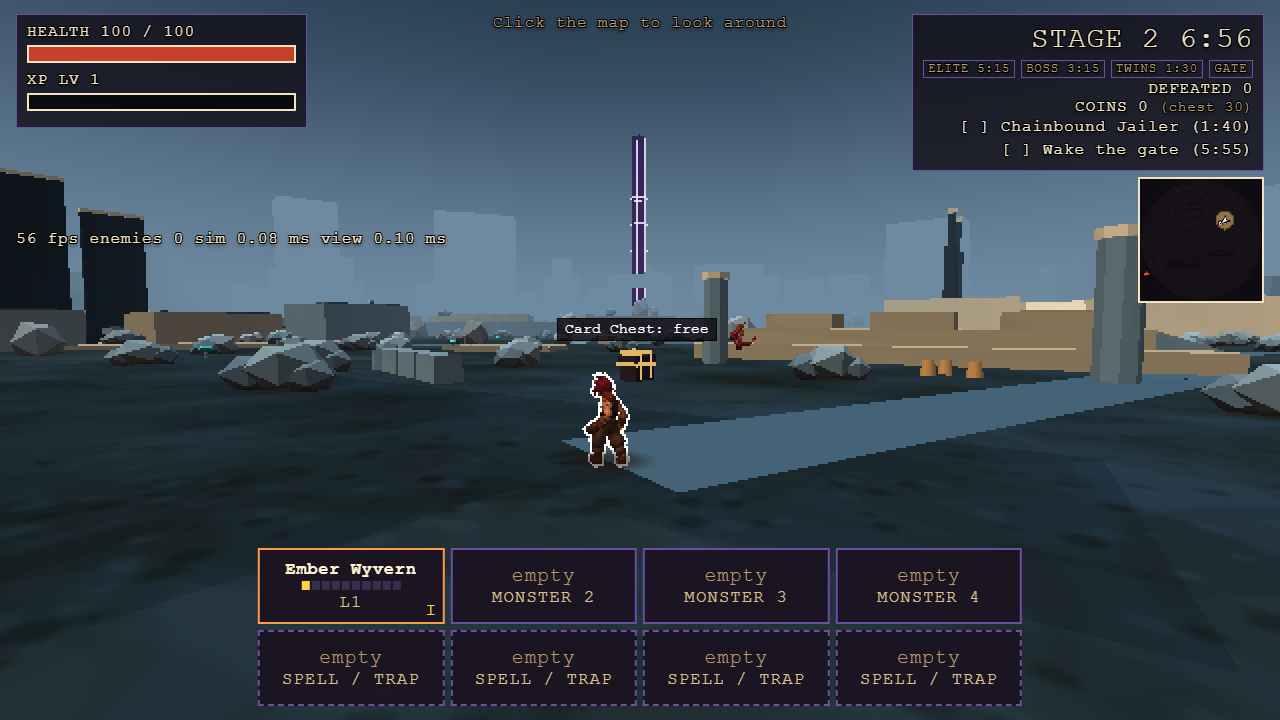 HEALTH 100 / 100
XP LV 1
Click the map to look around
STAGE 2 6:56
ELITE 5:15 BOSS 3:15 TWINS 1:30 GATE
DEFEATED 0
COINS 0 (chest 30)
[ ] Chainbound Jailer (1:40)
[ ] Wake the gate (5:55)
56 fps enemies 0 sim 0.08 ms view 0.10 ms
Card Chest: free
Ember Wyvern
L1
I
empty
MONSTER 2
empty
MONSTER 3
empty
MONSTER 4
empty
SPELL / TRAP
empty
SPELL / TRAP
empty
SPELL / TRAP
empty
SPELL / TRAP